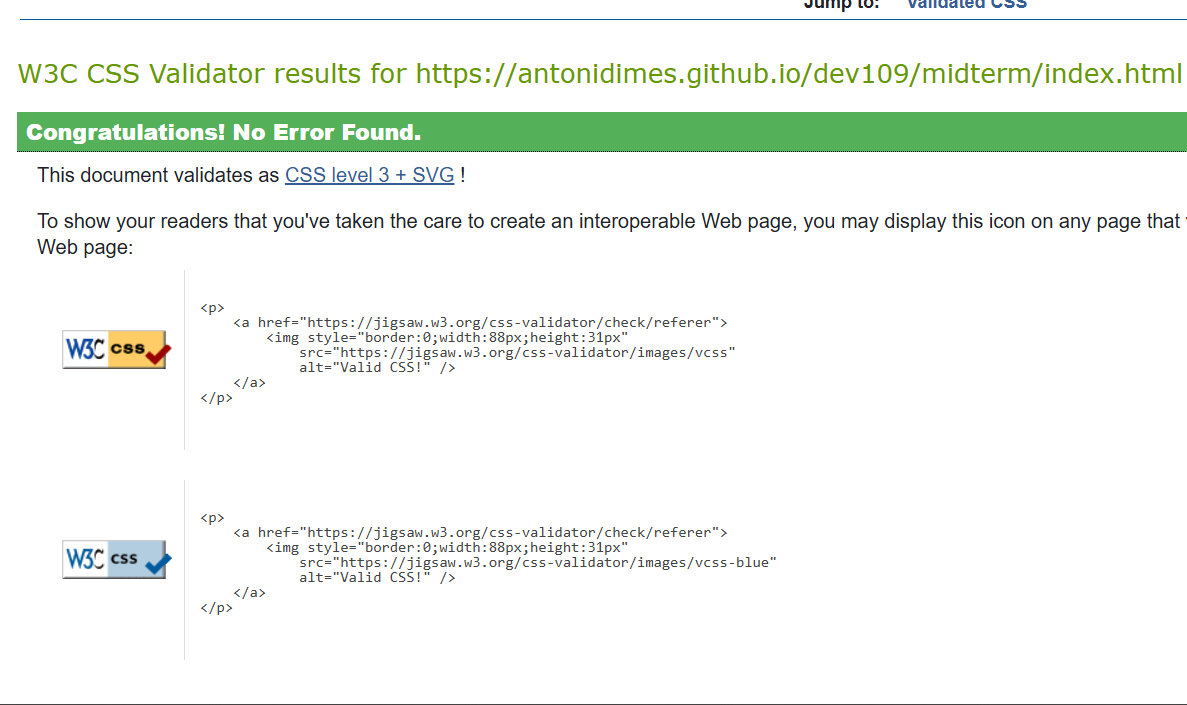 Jump to: Validated CSS
W3C CSS Validator results for https://antonidimes.github.io/dev109/midterm/index.html
Congratulations! No Error Found.
This document validates as CSS level 3 + SVG !
To show your readers that you've taken the care to create an interoperable Web page, you may display this icon on any page that
Web page:
W3C css
<p>
<a href="https://jigsaw.w3.org/css-validator/check/referer">
<img style="border:0;width:88px;height:31px"
src="https://jigsaw.w3.org/css-validator/images/vcss"
alt="Valid CSS!" />
</a>
</p>
W3C css
<p>
<a href="https://jigsaw.w3.org/css-validator/check/referer">
<img style="border:0;width:88px;height:31px"
src="https://jigsaw.w3.org/css-validator/images/vcss-blue"
alt="Valid CSS!" />
</a>
</p>